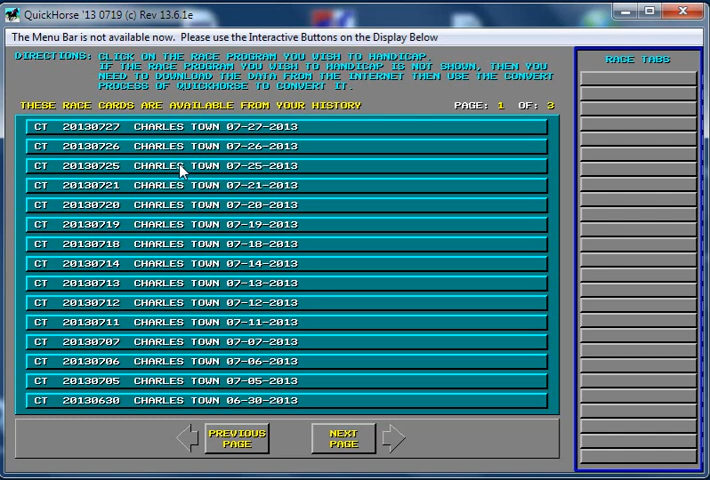 QuickHorse '13 0719 (c) Rev 13.6.1e
The Menu Bar is not available now. Please use the Interactive Buttons on the Display Below
DIRECTIONS: CLICK ON THE RACE PROGRAM YOU WISH TO HANDICAP.
IF THE RACE PROGRAM YOU WISH TO HANDICAP IS NOT SHOWN, THEN YOU
NEED TO DOWNLOAD THE DATA FROM THE INTERNET THEN USE THE CONVERT
PROCESS OF QUICKHORSE TO CONVERT IT.
THESE RACE CARDS ARE AVAILABLE FROM YOUR HISTORY PAGE: 1 OF: 3
CT 20130727 CHARLES TOWN 07-27-2013
CT 20130726 CHARLES TOWN 07-26-2013
CT 20130725 CHARLES TOWN 07-25-2013
CT 20130721 CHARLES TOWN 07-21-2013
CT 20130720 CHARLES TOWN 07-20-2013
CT 20130719 CHARLES TOWN 07-19-2013
CT 20130718 CHARLES TOWN 07-18-2013
CT 20130714 CHARLES TOWN 07-14-2013
CT 20130713 CHARLES TOWN 07-13-2013
CT 20130712 CHARLES TOWN 07-12-2013
CT 20130711 CHARLES TOWN 07-11-2013
CT 20130707 CHARLES TOWN 07-07-2013
CT 20130706 CHARLES TOWN 07-06-2013
CT 20130705 CHARLES TOWN 07-05-2013
CT 20130630 CHARLES TOWN 06-30-2013
PREVIOUS
PAGE
NEXT
PAGE
RACE TABS